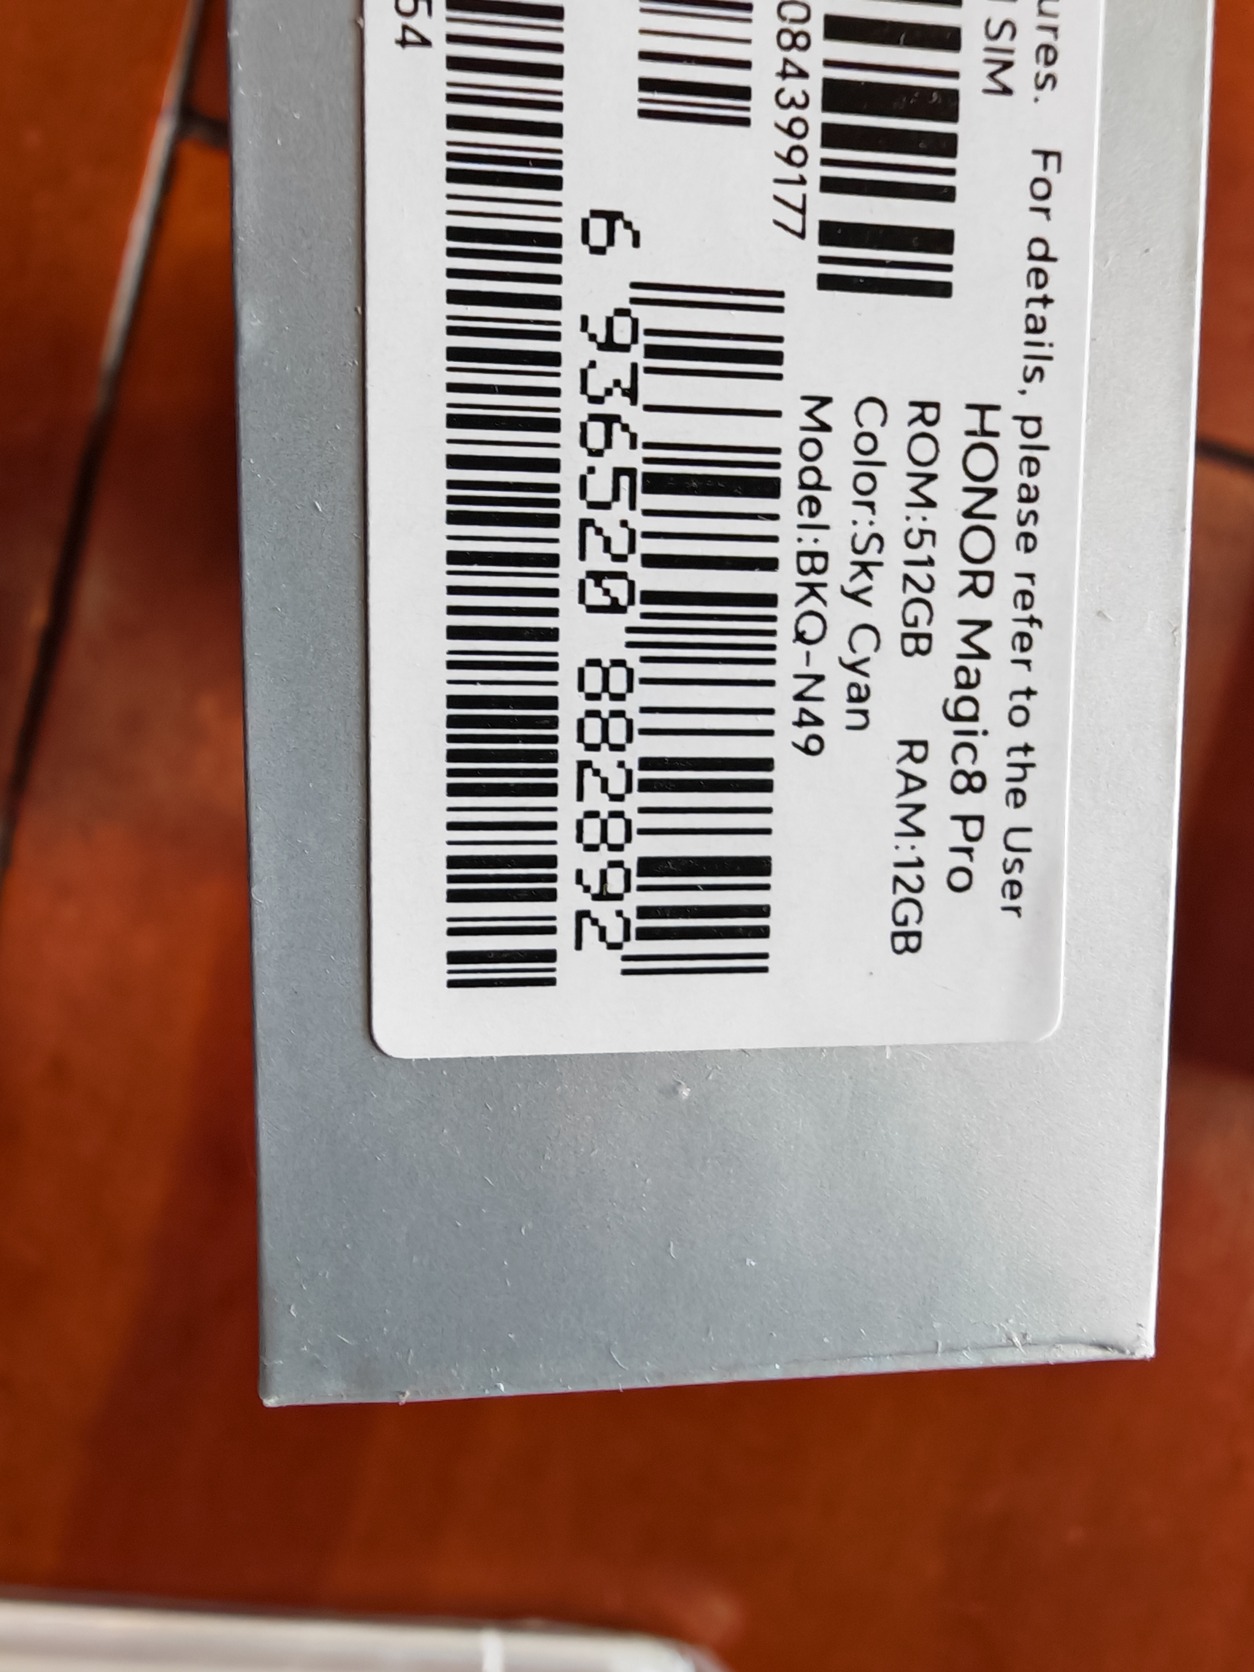 ures. For details, please refer to the User
SIM
HONOR Magic8 Pro
ROM:512GB RAM:12GB
Color:Sky Cyan
Model:BKQ-N49
084399177
6 936520 882892
54